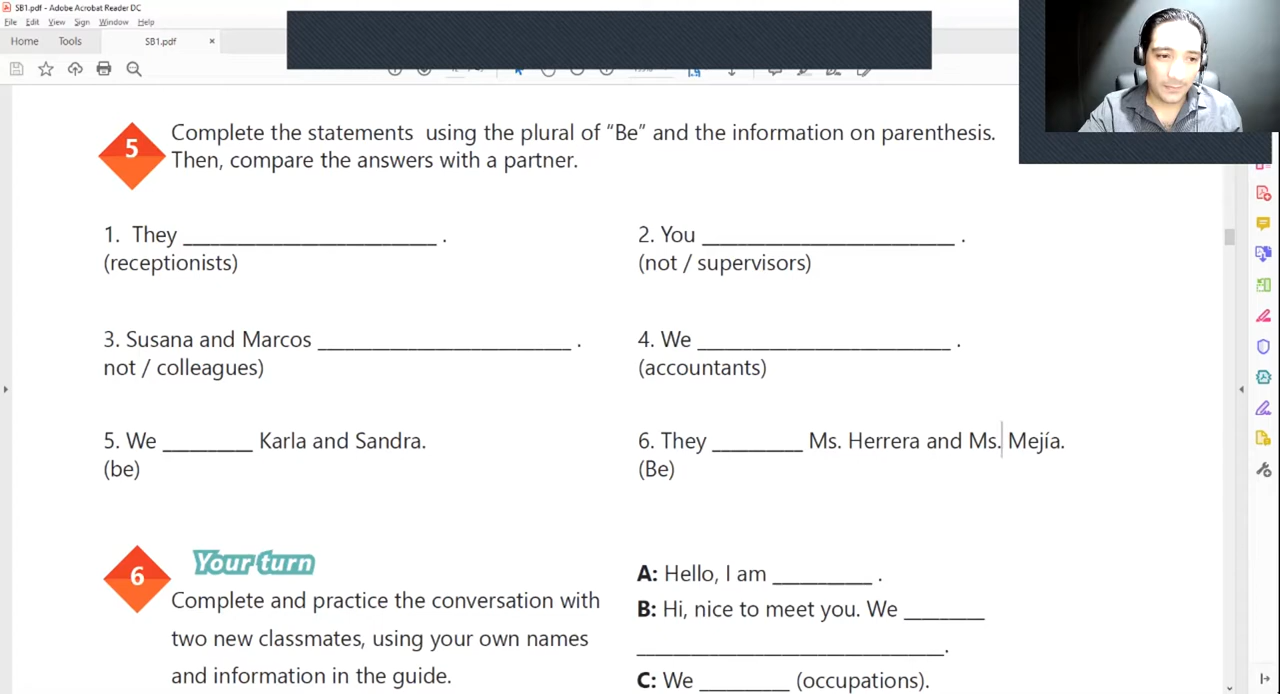 SB1.pdf - Adobe Acrobat Reader DC
File Edit View Sign Window Help
Home Tools SB1.pdf ×
5 Complete the statements using the plural of “Be” and the information on parenthesis.
Then, compare the answers with a partner.
1. They _________________________ .
(receptionists)
2. You _________________________ .
(not / supervisors)
3. Susana and Marcos _________________________ .
not / colleagues)
4. We _________________________ .
(accountants)
5. We _________ Karla and Sandra.
(be)
6. They _________ Ms. Herrera and Ms. Mejía.
(Be)
6 Your turn
Complete and practice the conversation with
two new classmates, using your own names
and information in the guide.
A: Hello, I am __________ .
B: Hi, nice to meet you. We ________
_______________________________.
C: We _________ (occupations).